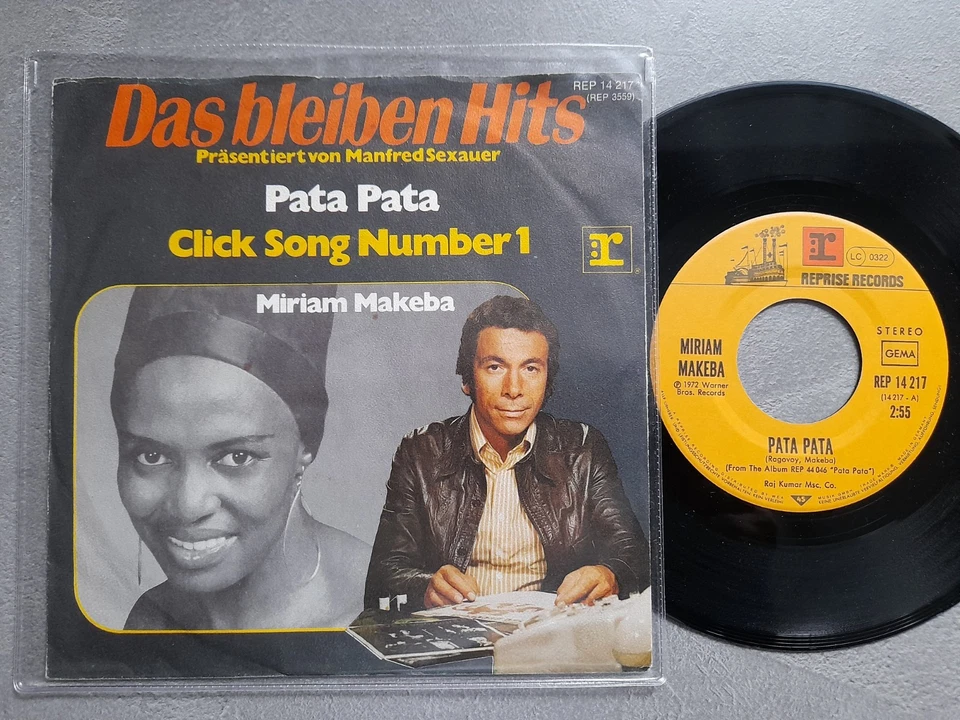 Das bleiben Hits
REP 14 217
(REP 3559)
Präsentiert von Manfred Sexauer
Pata Pata
Click Song Number 1
:r
Miriam Makeba
r
LC 0322
REPRISE RECORDS
MIRIAM
MAKEBA
℗ 1972 Warner
Bros. Records
STEREO
GEMA
REP 14 217
(14 217 - A)
2:55
PATA PATA
(Ragavoy, Makeba)
(From The Album REP 44 046 "Pata Pata")
Raj Kumar Msc. Co.
45